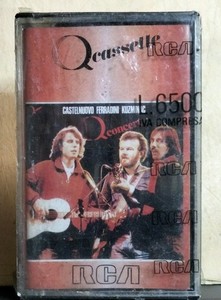 Qcassette
RCA
CASTELNUOVO FERRADINI KUZMINAC
Qconcert
L. 6500
IVA COMPRESA
RCA
RCA
RCA
RCA